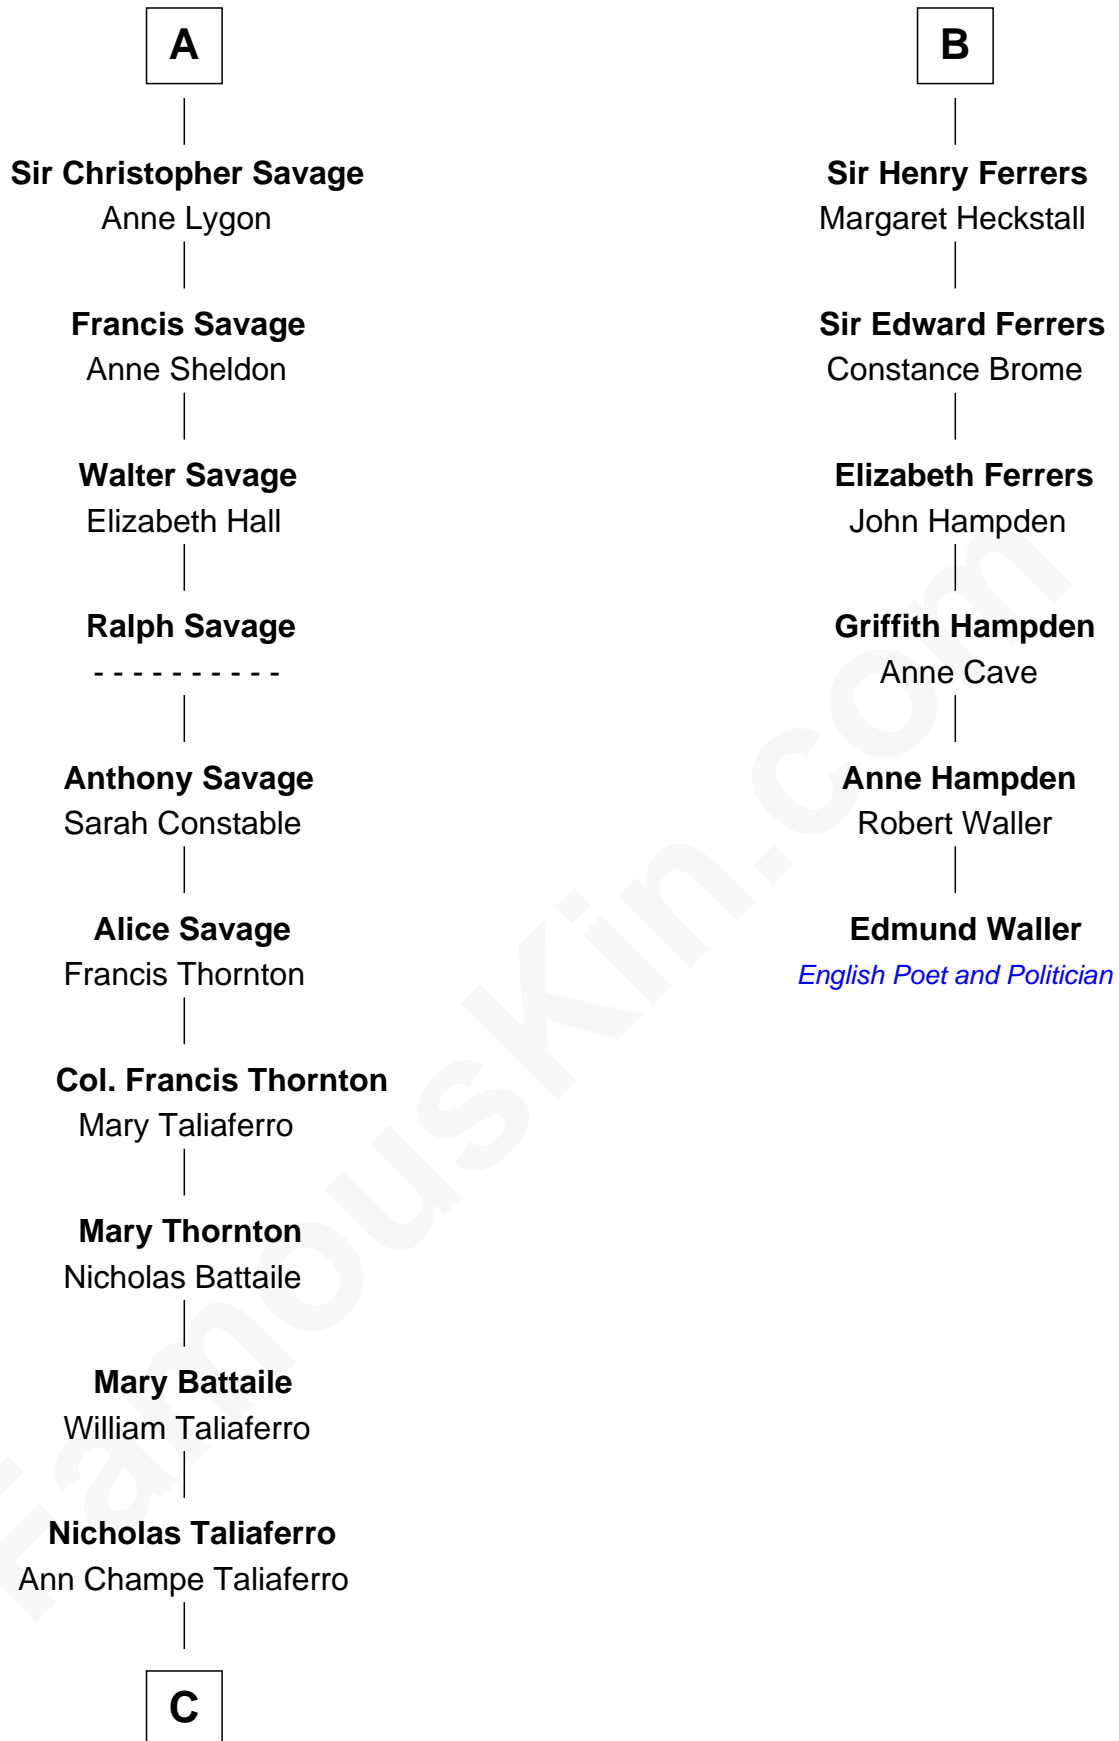 A
Sir Christopher Savage
Anne Lygon
Francis Savage
Anne Sheldon
Walter Savage
Elizabeth Hall
Ralph Savage
- - - - - - - - - -
Anthony Savage
Sarah Constable
Alice Savage
Francis Thornton
Col. Francis Thornton
Mary Taliaferro
Mary Thornton
Nicholas Battaile
Mary Battaile
William Taliaferro
Nicholas Taliaferro
Ann Champe Taliaferro
C
B
Sir Henry Ferrers
Margaret Heckstall
Sir Edward Ferrers
Constance Brome
Elizabeth Ferrers
John Hampden
Griffith Hampden
Anne Cave
Anne Hampden
Robert Waller
Edmund Waller
English Poet and Politician
FamousKin.com